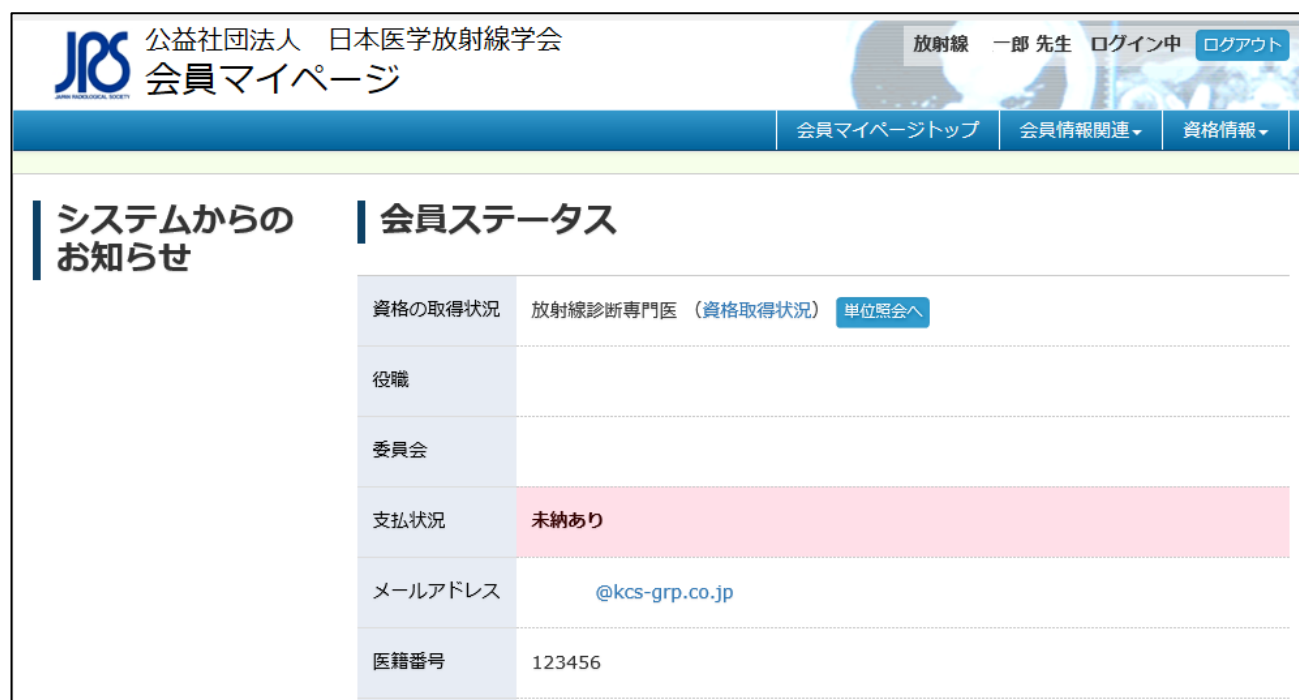 JRS
JAPAN RADIOLOGICAL SOCIETY
公益社団法人 日本医学放射線学会
会員マイページ
放射線 一郎 先生 ログイン中 ログアウト
会員マイページトップ 会員情報関連▾ 資格情報▾
システムからの
お知らせ
会員ステータス
資格の取得状況 放射線診断専門医 (資格取得状況) 単位照会へ
役職
委員会
支払状況 未納あり
メールアドレス @kcs-grp.co.jp
医籍番号 123456